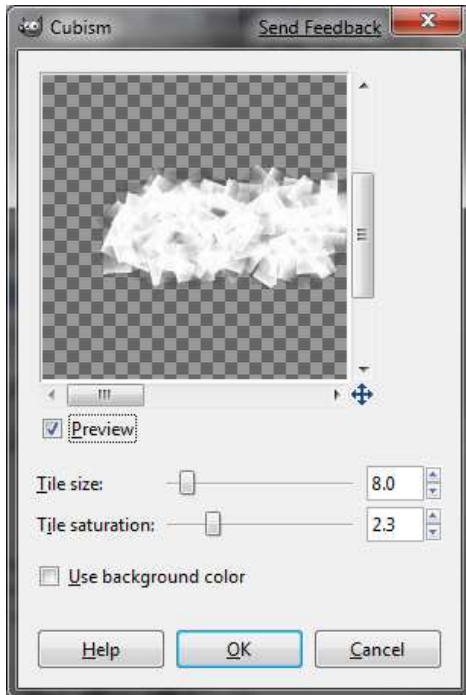 Cubism Send Feedback
Preview
Tile size: 8.0
Tile saturation: 2.3
Use background color
Help OK Cancel